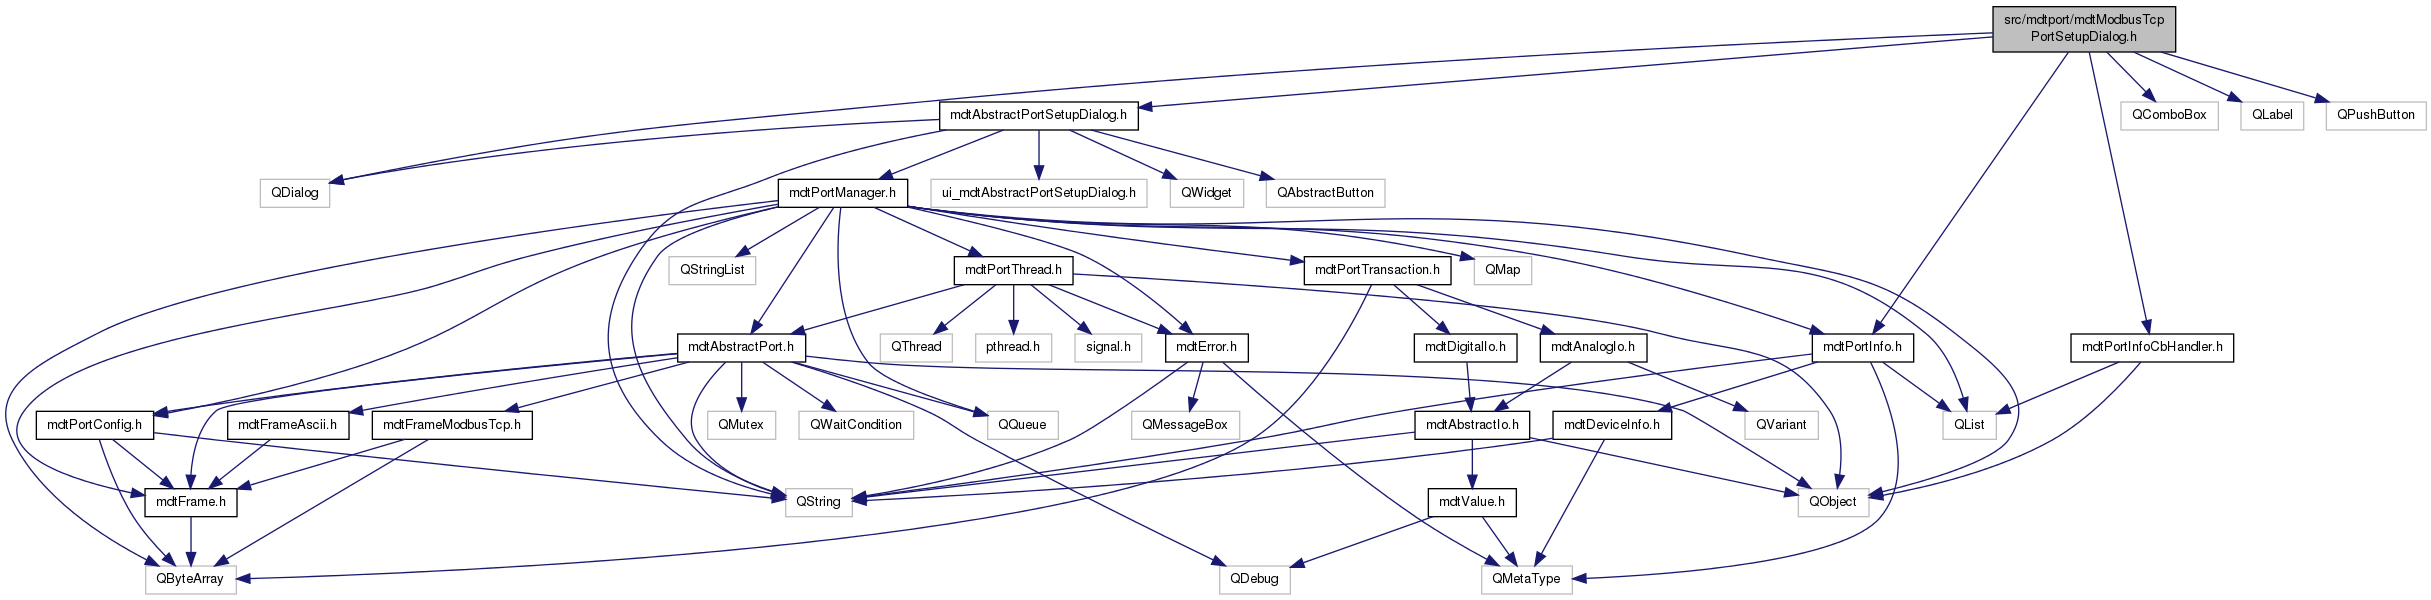 src/mdtport/mdtModbusTcp
PortSetupDialog.h
mdtAbstractPortSetupDialog.h
QComboBox
QLabel
QPushButton
QDialog
mdtPortManager.h
ui_mdtAbstractPortSetupDialog.h
QWidget
QAbstractButton
QStringList
mdtPortThread.h
mdtPortTransaction.h
QMap
mdtAbstractPort.h
QThread
pthread.h
signal.h
mdtError.h
mdtDigitalIo.h
mdtAnalogIo.h
mdtPortInfo.h
mdtPortInfoCbHandler.h
mdtPortConfig.h
mdtFrameAscii.h
mdtFrameModbusTcp.h
QMutex
QWaitCondition
QQueue
QMessageBox
mdtAbstractIo.h
mdtDeviceInfo.h
QVariant
QList
mdtFrame.h
QString
mdtValue.h
QObject
QByteArray
QDebug
QMetaType